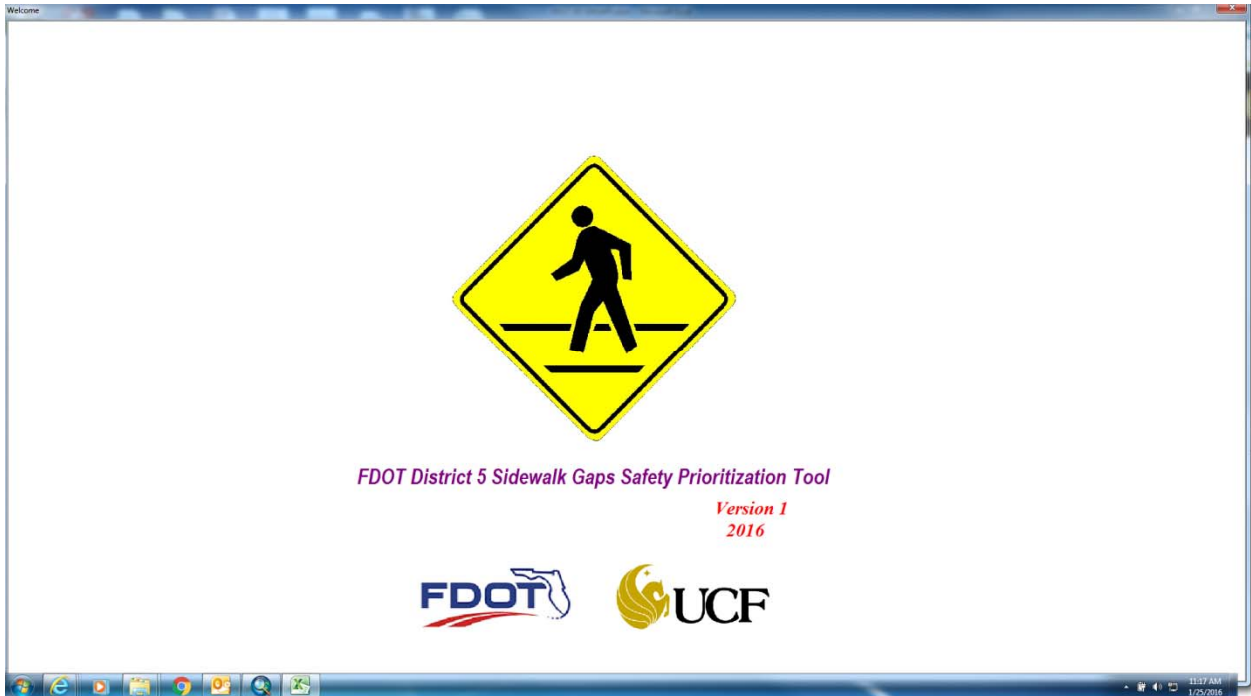 Welcome
FDOT District 5 Sidewalk Gaps Safety Prioritization Tool
Version 1
2016
FDOT
UCF
11:17 AM
1/25/2016